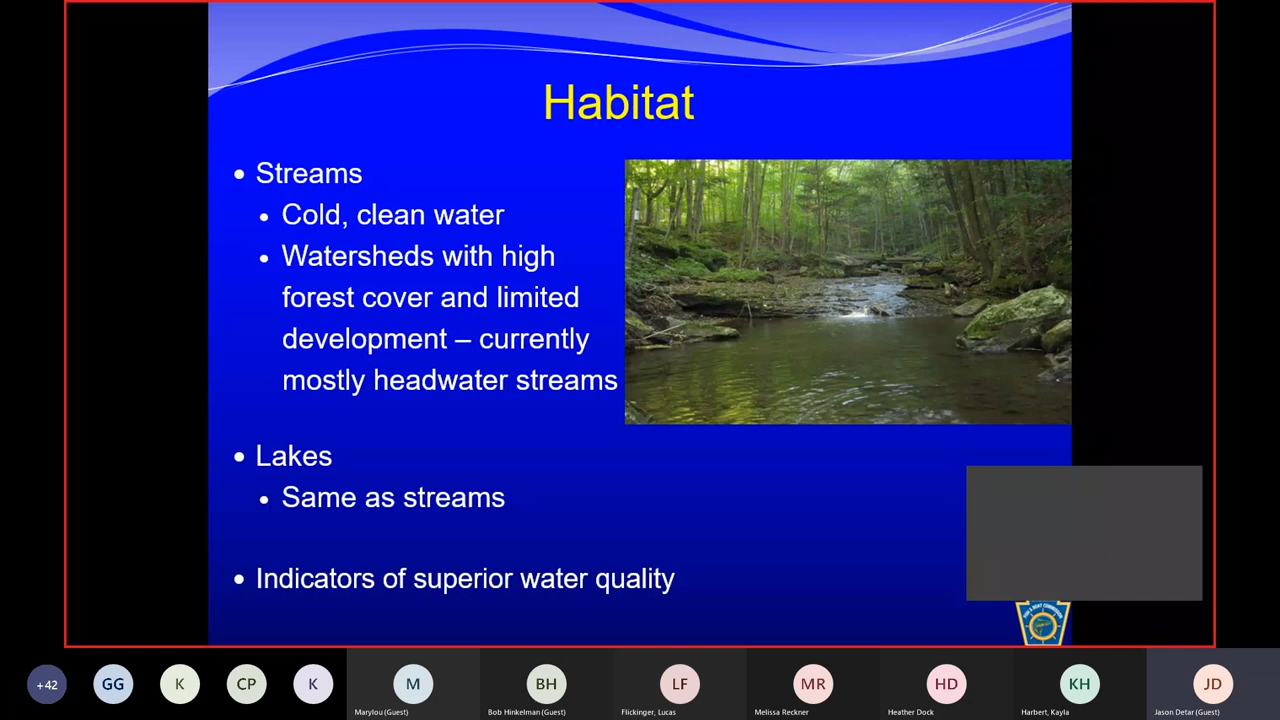 Habitat
• Streams
• Cold, clean water
• Watersheds with high
forest cover and limited
development – currently
mostly headwater streams
• Lakes
• Same as streams
• Indicators of superior water quality
+42
GG
K
CP
K
M
Marylou (Guest)
BH
Bob Hinkelman (Guest)
LF
Flickinger, Lucas
MR
Melissa Reckner
HD
Heather Dock
KH
Harbert, Kayla
JD
Jason Detar (Guest)